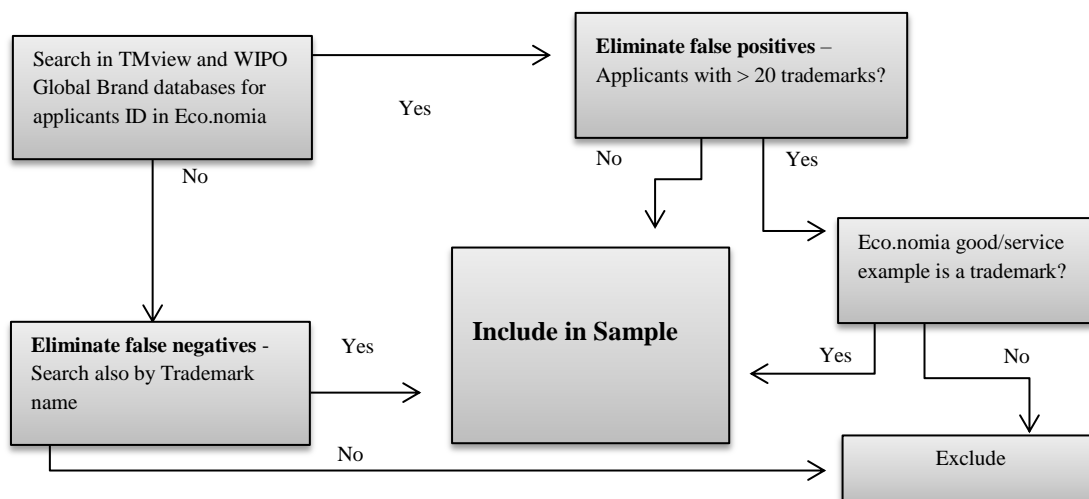 Search in TMview and WIPO
Global Brand databases for
applicants ID in Eco.nomia
Yes
Eliminate false positives –
Applicants with > 20 trademarks?
No
No
Yes
Eco.nomia good/service
example is a trademark?
Include in Sample
Eliminate false negatives -
Search also by Trademark
name
Yes
Yes
No
No
Exclude